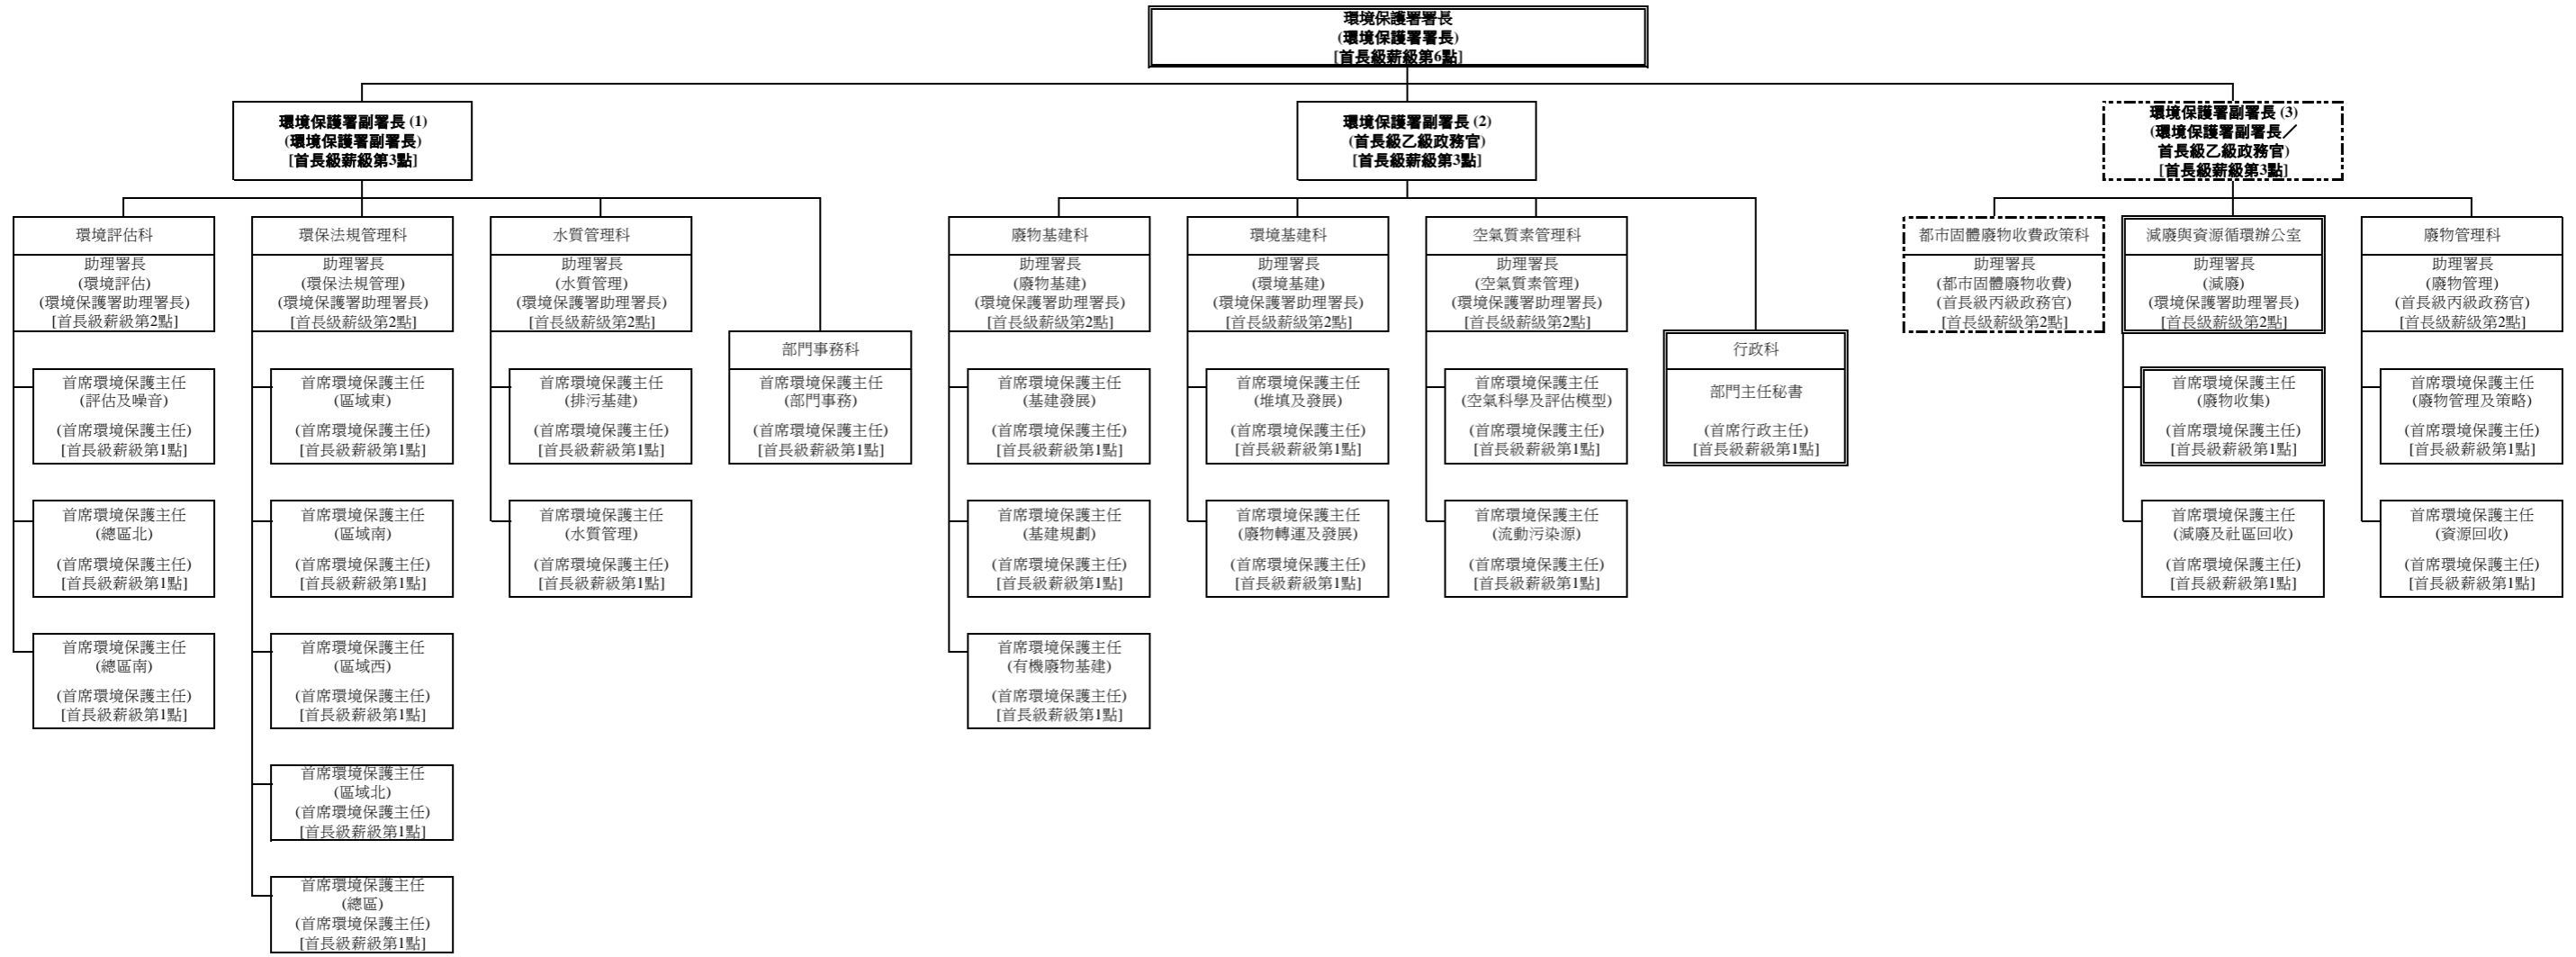 環境保護署署長
(環境保護署署長)
[首長級薪級第6點]
環境保護署副署長 (1)
(環境保護署副署長)
[首長級薪級第3點]
環境保護署副署長 (2)
(首長級乙級政務官)
[首長級薪級第3點]
環境保護署副署長 (3)
(環境保護署副署長／
首長級乙級政務官)
[首長級薪級第3點]
環境評估科
助理署長
(環境評估)
(環境保護署助理署長)
[首長級薪級第2點]
環保法規管理科
助理署長
(環保法規管理)
(環境保護署助理署長)
[首長級薪級第2點]
水質管理科
助理署長
(水質管理)
(環境保護署助理署長)
[首長級薪級第2點]
廢物基建科
助理署長
(廢物基建)
(環境保護署助理署長)
[首長級薪級第2點]
環境基建科
助理署長
(環境基建)
(環境保護署助理署長)
[首長級薪級第2點]
空氣質素管理科
助理署長
(空氣質素管理)
(環境保護署助理署長)
[首長級薪級第2點]
都市固體廢物收費政策科
助理署長
(都市固體廢物收費)
(首長級丙級政務官)
[首長級薪級第2點]
減廢與資源循環辦公室
助理署長
(減廢)
(環境保護署助理署長)
[首長級薪級第2點]
廢物管理科
助理署長
(廢物管理)
(首長級丙級政務官)
[首長級薪級第2點]
部門事務科
首席環境保護主任
(部門事務)
(首席環境保護主任)
[首長級薪級第1點]
行政科
部門主任秘書
(首席行政主任)
[首長級薪級第1點]
首席環境保護主任
(評估及噪音)
(首席環境保護主任)
[首長級薪級第1點]
首席環境保護主任
(區域東)
(首席環境保護主任)
[首長級薪級第1點]
首席環境保護主任
(排污基建)
(首席環境保護主任)
[首長級薪級第1點]
首席環境保護主任
(基建發展)
(首席環境保護主任)
[首長級薪級第1點]
首席環境保護主任
(堆填及發展)
(首席環境保護主任)
[首長級薪級第1點]
首席環境保護主任
(空氣科學及評估模型)
(首席環境保護主任)
[首長級薪級第1點]
首席環境保護主任
(廢物收集)
(首席環境保護主任)
[首長級薪級第1點]
首席環境保護主任
(廢物管理及策略)
(首席環境保護主任)
[首長級薪級第1點]
首席環境保護主任
(總區北)
(首席環境保護主任)
[首長級薪級第1點]
首席環境保護主任
(區域南)
(首席環境保護主任)
[首長級薪級第1點]
首席環境保護主任
(水質管理)
(首席環境保護主任)
[首長級薪級第1點]
首席環境保護主任
(基建規劃)
(首席環境保護主任)
[首長級薪級第1點]
首席環境保護主任
(廢物轉運及發展)
(首席環境保護主任)
[首長級薪級第1點]
首席環境保護主任
(流動污染源)
(首席環境保護主任)
[首長級薪級第1點]
首席環境保護主任
(減廢及社區回收)
(首席環境保護主任)
[首長級薪級第1點]
首席環境保護主任
(資源回收)
(首席環境保護主任)
[首長級薪級第1點]
首席環境保護主任
(總區南)
(首席環境保護主任)
[首長級薪級第1點]
首席環境保護主任
(區域西)
(首席環境保護主任)
[首長級薪級第1點]
首席環境保護主任
(有機廢物基建)
(首席環境保護主任)
[首長級薪級第1點]
首席環境保護主任
(區域北)
(首席環境保護主任)
[首長級薪級第1點]
首席環境保護主任
(總區)
(首席環境保護主任)
[首長級薪級第1點]